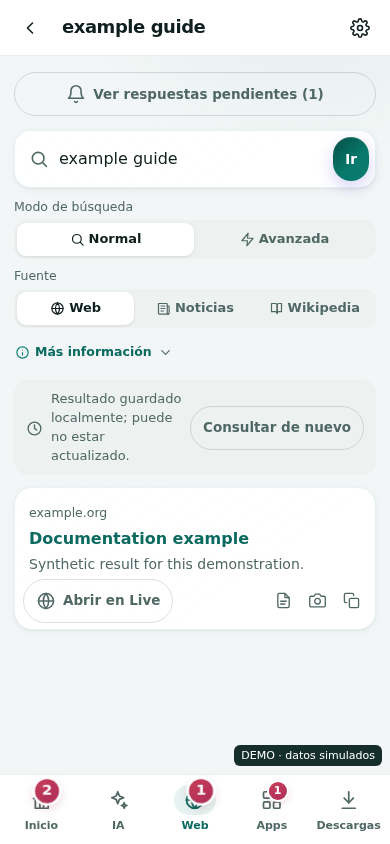 example guide
Ver respuestas pendientes (1)
example guide
Ir
Modo de búsqueda
Normal
Avanzada
Fuente
Web
Noticias
Wikipedia
Más información
Resultado guardado
localmente; puede
no estar
actualizado.
Consultar de nuevo
example.org
Documentation example
Synthetic result for this demonstration.
Abrir en Live
DEMO · datos simulados
2
1
1
Inicio
IA
Web
Apps
Descargas